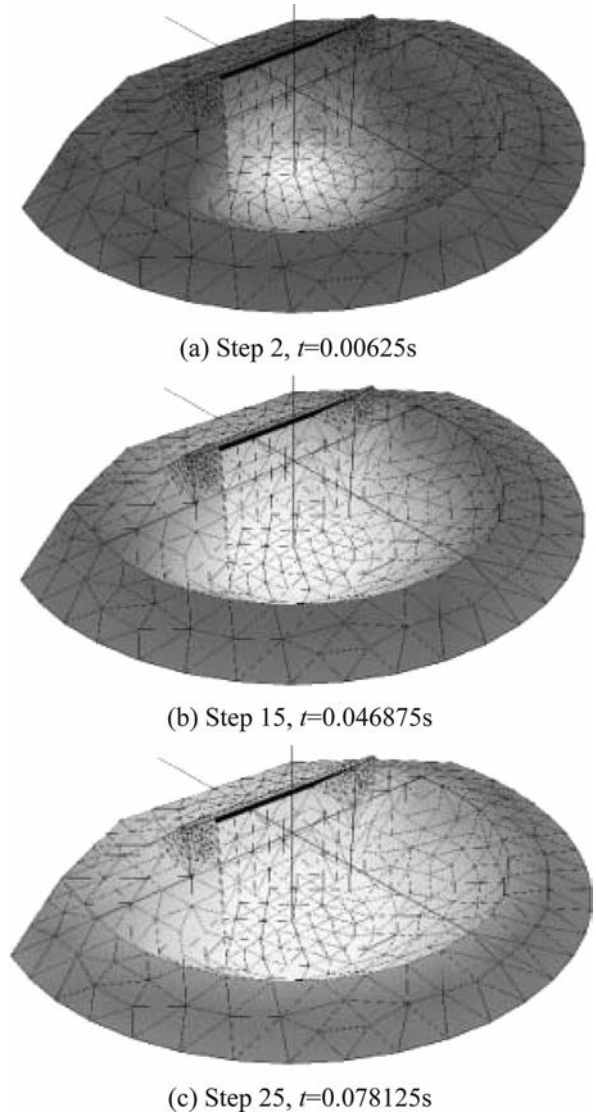 (a) Step 2, t=0.00625s
(b) Step 15, t=0.046875s
(c) Step 25, t=0.078125s